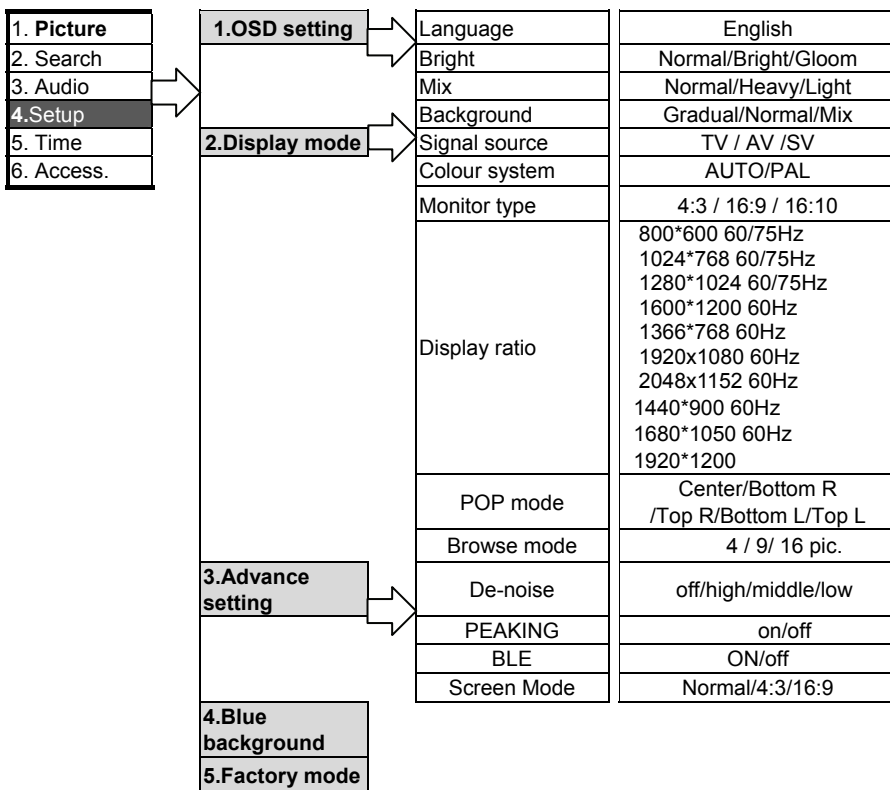 1. Picture
2. Search
3. Audio
4.Setup
5. Time
6. Access.
1.OSD setting
2.Display mode
3.Advance
setting
4.Blue
background
5.Factory mode
Language English
Bright Normal/Bright/Gloom
Mix Normal/Heavy/Light
Background Gradual/Normal/Mix
Signal source TV / AV /SV
Colour system AUTO/PAL
Monitor type 4:3 / 16:9 / 16:10
Display ratio
800*600 60/75Hz
1024*768 60/75Hz
1280*1024 60/75Hz
1600*1200 60Hz
1366*768 60Hz
1920x1080 60Hz
2048x1152 60Hz
1440*900 60Hz
1680*1050 60Hz
1920*1200
POP mode
Center/Bottom R
/Top R/Bottom L/Top L
Browse mode 4 / 9/ 16 pic.
De-noise off/high/middle/low
PEAKING on/off
BLE ON/off
Screen Mode Normal/4:3/16:9